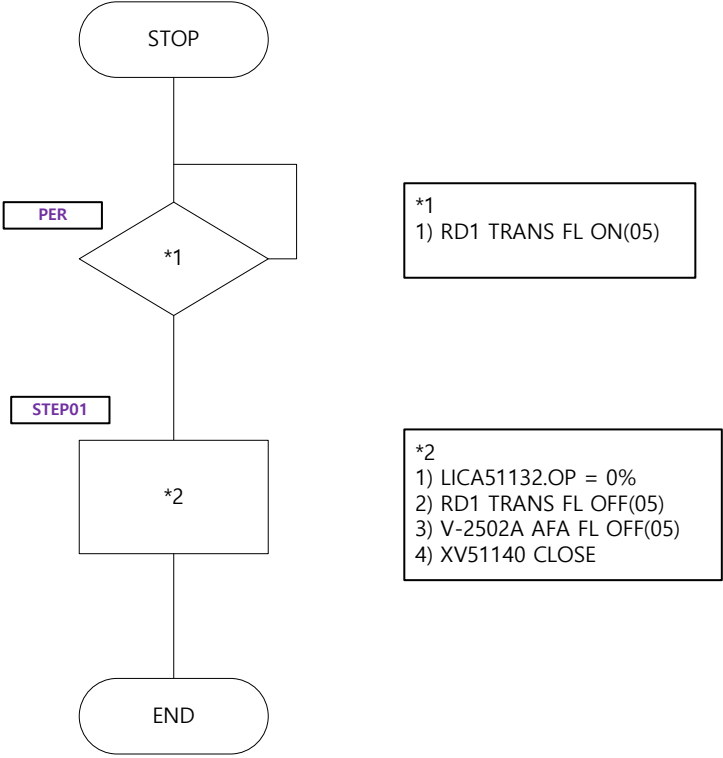 STOP
PER
*1
*1
1) RD1 TRANS FL ON(05)
STEP01
*2
*2
1) LICA51132.OP = 0%
2) RD1 TRANS FL OFF(05)
3) V-2502A AFA FL OFF(05)
4) XV51140 CLOSE
END